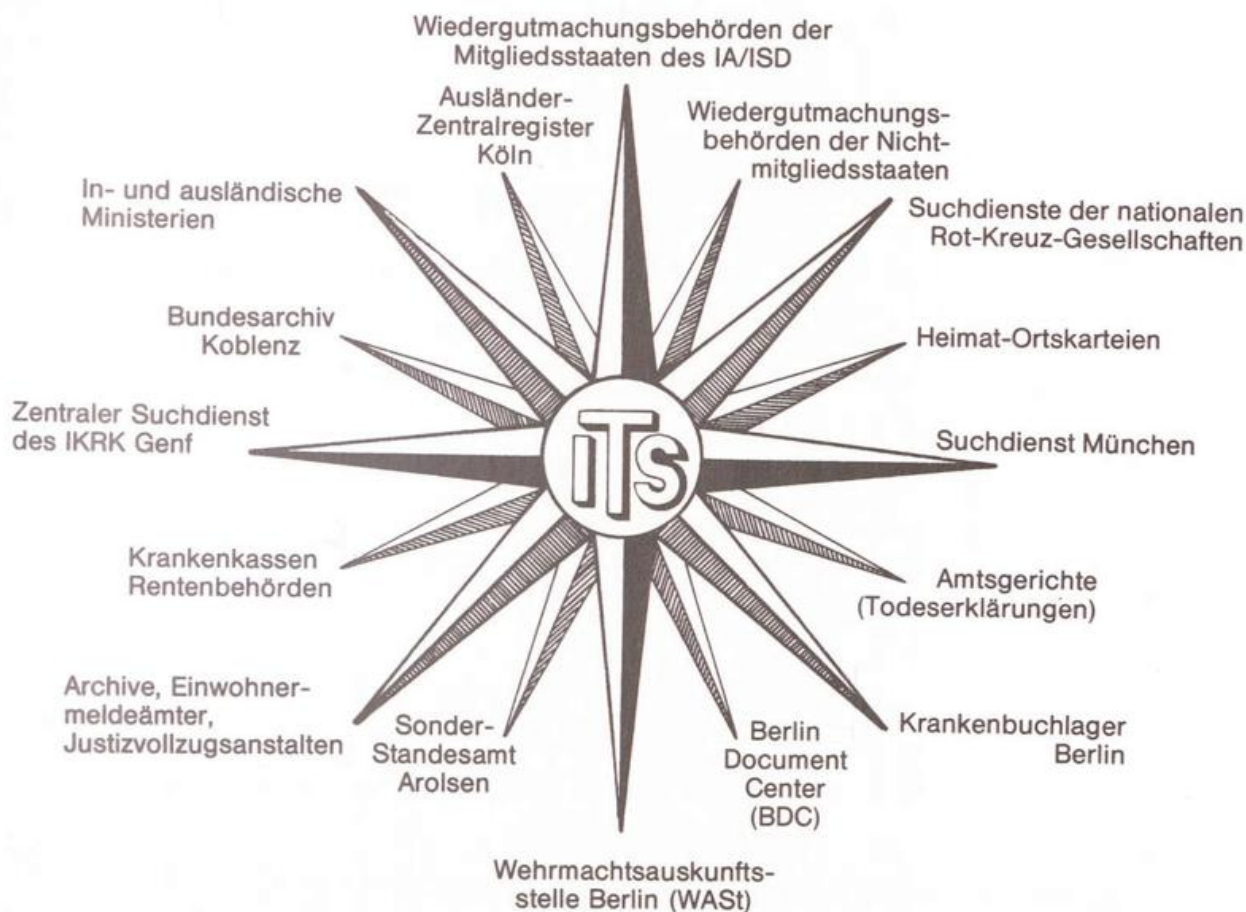 Wiedergutmachungsbehörden der
Mitgliedsstaaten des IA/ISD
Ausländer-
Zentralregister
Köln
Wiedergutmachungs-
behörden der Nicht-
mitgliedsstaaten
In- und ausländische
Ministerien
Suchdienste der nationalen
Rot-Kreuz-Gesellschaften
Bundesarchiv
Koblenz
Heimat-Ortskarteien
Zentraler Suchdienst
des IKRK Genf
ITS
Suchdienst München
Krankenkassen
Rentenbehörden
Amtsgerichte
(Todeserklärungen)
Archive, Einwohner-
meldeämter,
Justizvollzugsanstalten
Sonder-
Standesamt
Arolsen
Berlin
Document
Center
(BDC)
Krankenbuchlager
Berlin
Wehrmachtsauskunfts-
stelle Berlin (WASt)